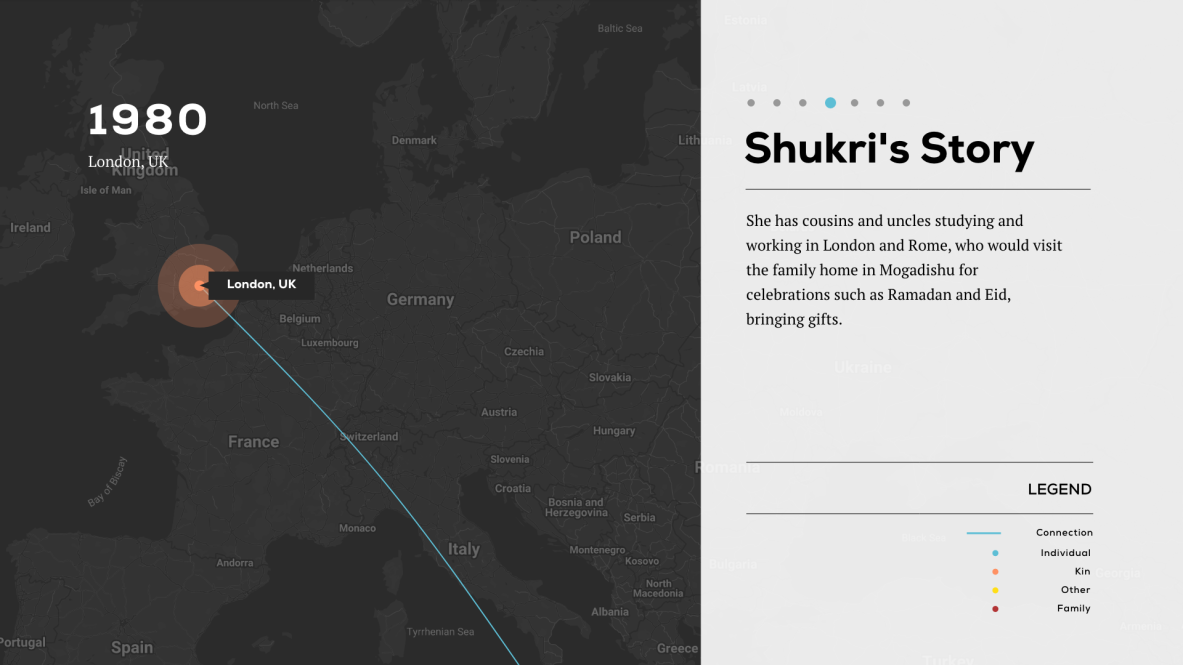 1980
London, UK
United
Kingdom
Isle of Man
Ireland
North Sea
Baltic Sea
Denmark
Lithuania
Estonia
Latvia
Poland
Netherlands
London, UK
Germany
Belgium
Luxembourg
Czechia
Slovakia
Austria
Hungary
France
Switzerland
Slovenia
Croatia
Romania
Bay of Biscay
Bosnia and
Herzegovina
Serbia
Monaco
Italy
Montenegro
Kosovo
Andorra
North
Macedonia
Albania
Tyrrhenian Sea
Portugal
Spain
Greece
Shukri's Story
She has cousins and uncles studying and
working in London and Rome, who would visit
the family home in Mogadishu for
celebrations such as Ramadan and Eid,
bringing gifts.
Ukraine
Moldova
LEGEND
Connection
Individual
Kin
Other
Family
Black Sea
Bulgaria
Georgia
Armenia
Turkey